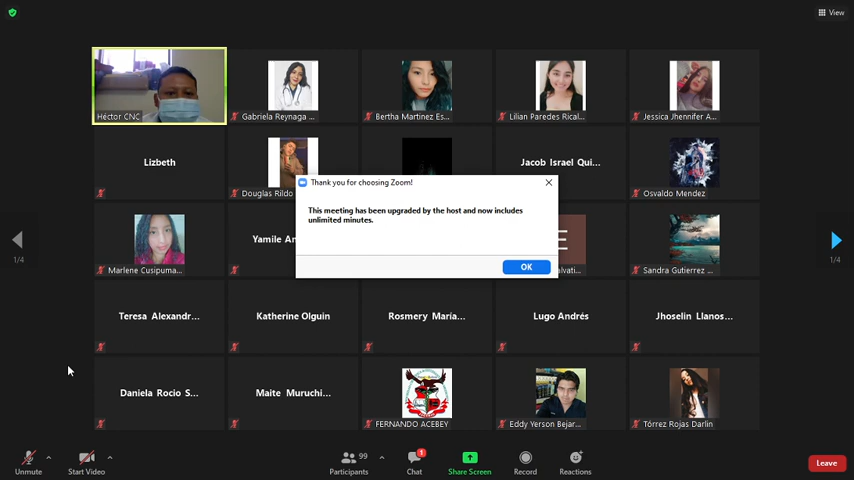 View
Héctor CNC
Gabriela Reynaga ...
Bertha Martinez Es...
Lilian Paredes Rical...
Jessica Jhennifer A...
Lizbeth
Douglas Rildo
Jacob Israel Qui...
Osvaldo Mendez
Thank you for choosing Zoom!
This meeting has been upgraded by the host and now includes
unlimited minutes.
OK
1/4
Marlene Cusipuma...
Yamile An
E
alvati...
Sandra Gutierrez ...
1/4
Teresa Alexandr...
Katherine Olguin
Rosmery María...
Lugo Andrés
Jhoselin Llanos...
Daniela Rocio S...
Maite Muruchi...
FERNANDO ACEBEY
Eddy Yerson Bejar...
Tórrez Rojas Darlin
Unmute
Start Video
Participants
99
Chat
1
Share Screen
Record
Reactions
Leave